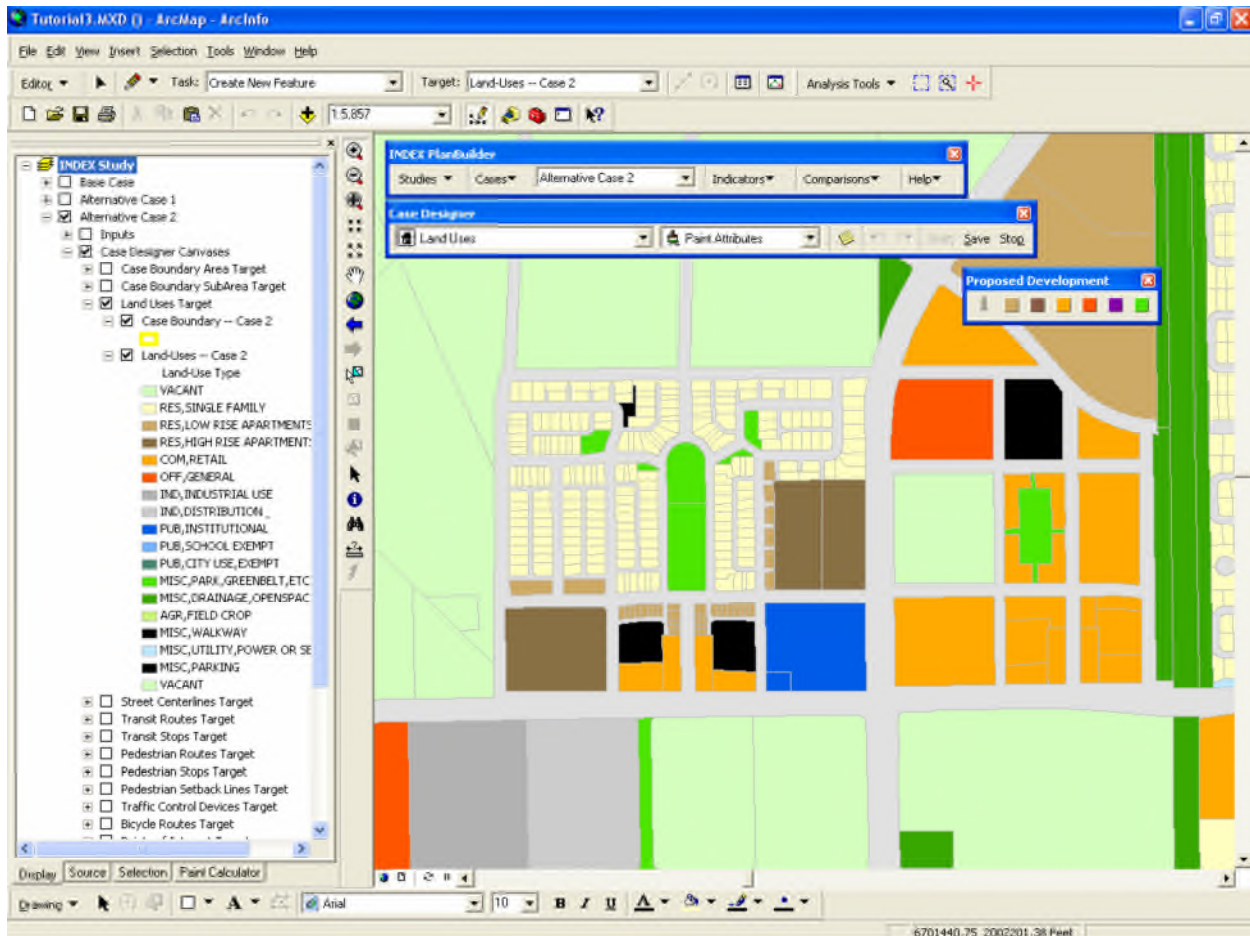 Tutorial3.MXD () - ArcMap - ArcInfo
File Edit View Insert Selection Tools Window Help
Editor Task: Create New Feature Target: Land-Uses -- Case 2 Analysis Tools
1:5,857
INDEX PlanBuilder
Studies Cases Alternative Case 2 Indicators Comparisons Help
Case Designer
Land Uses Paint Attributes Save Stop
Proposed Development
INDEX Study
Base Case
Alternative Case 1
Alternative Case 2
Inputs
Case Designer Canvases
Case Boundary Area Target
Case Boundary SubArea Target
Land Uses Target
Case Boundary -- Case 2
Land-Uses -- Case 2
Land-Use Type
VACANT
RES,SINGLE FAMILY
RES,LOW RISE APARTMENTS
RES,HIGH RISE APARTMENT
COM,RETAIL
OFF,GENERAL
IND,INDUSTRIAL USE
IND,DISTRIBUTION _
PUB,INSTITUTIONAL
PUB,SCHOOL EXEMPT
PUB,CITY USE,EXEMPT
MISC,PARK,GREENBELT,ETC
MISC,DRAINAGE,OPENSPAC
AGR,FIELD CROP
MISC,WALKWAY
MISC,UTILITY,POWER OR SE
MISC,PARKING
VACANT
Street Centerlines Target
Transit Routes Target
Transit Stops Target
Pedestrian Routes Target
Pedestrian Stops Target
Pedestrian Setback Lines Target
Traffic Control Devices Target
Bicycle Routes Target
Display Source Selection Paint Calculator
Drawing A Arial 10 B I U A
6701440.75 2002201.38 Feet